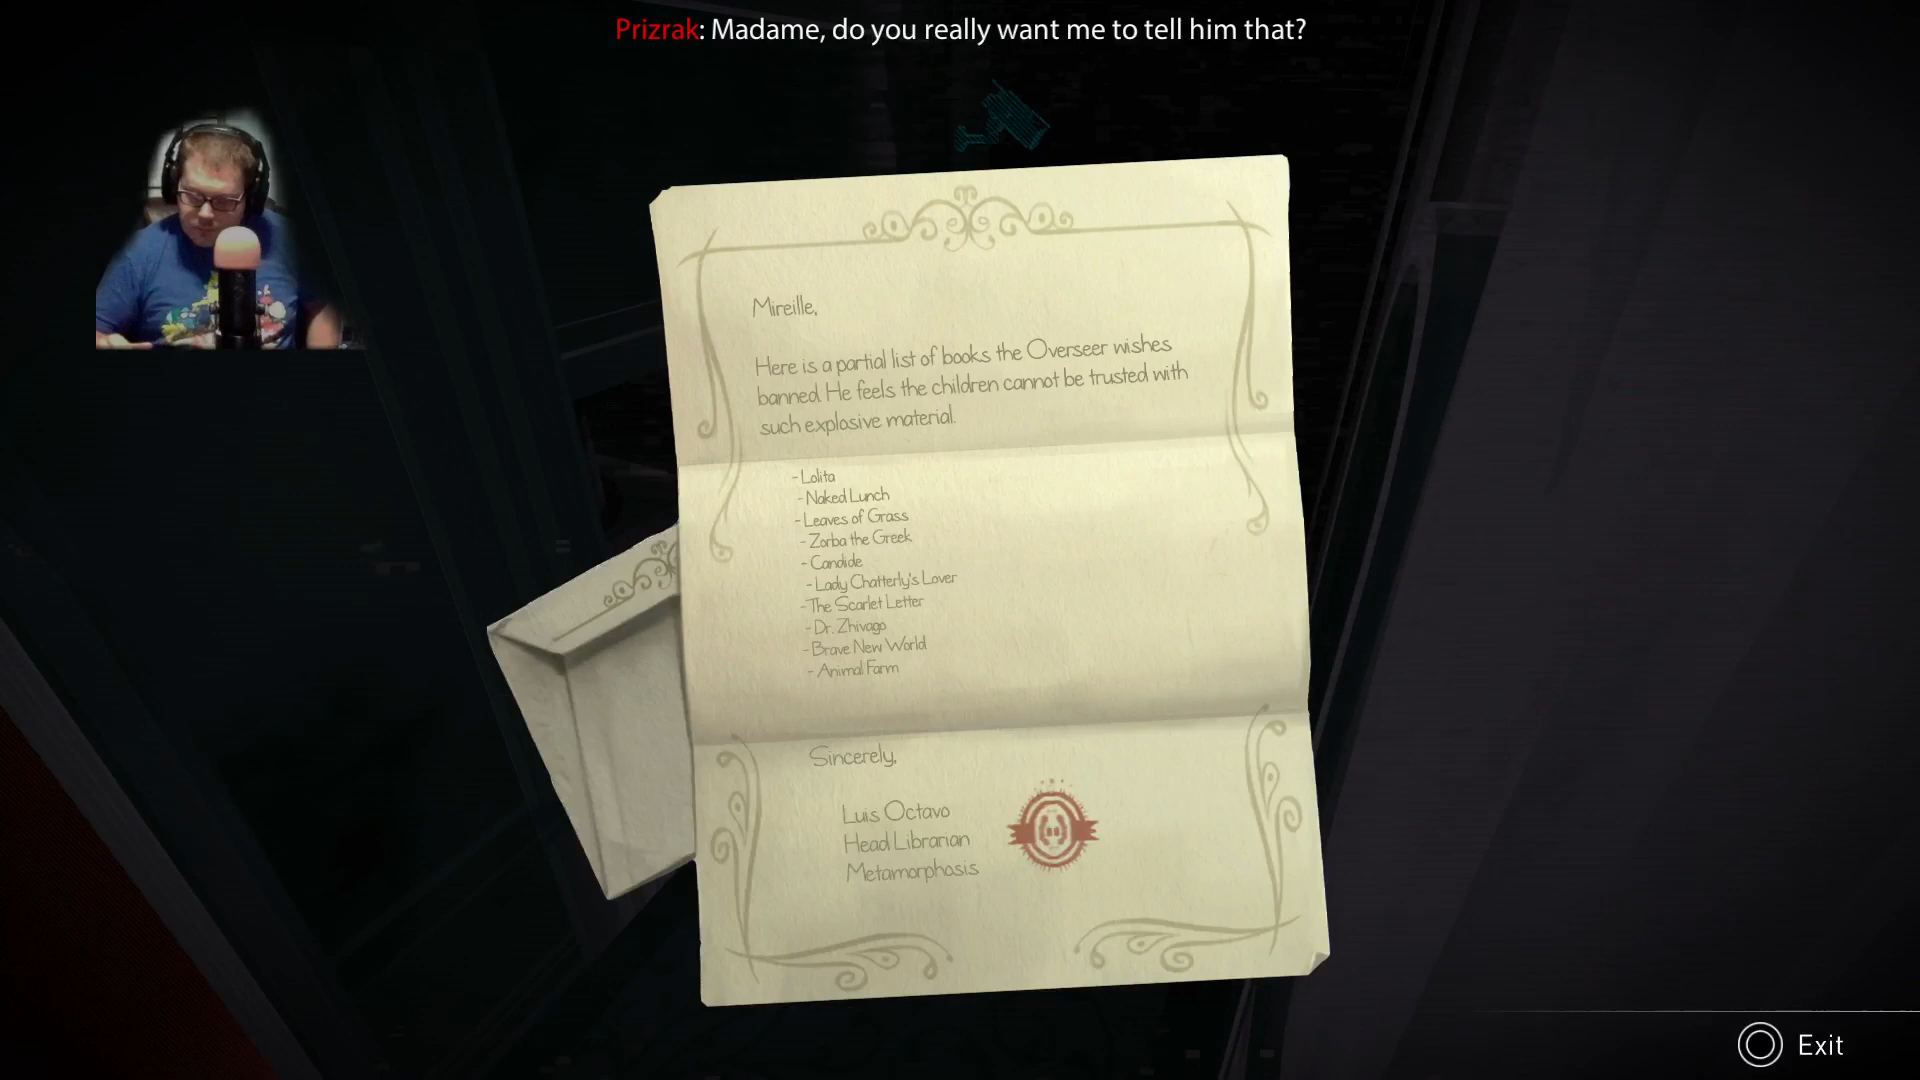 Prizrak: Madame, do you really want me to tell him that?
Mireille,
Here is a partial list of books the Overseer wishes
banned. He feels the children cannot be trusted with
such explosive material.
- Lolita
- Naked Lunch
- Leaves of Grass
- Zorba the Greek
- Candide
- Lady Chatterly's Lover
- The Scarlet Letter
- Dr. Zhivago
- Brave New World
- Animal Farm
Sincerely,
Luis Octavo
Head Librarian
Metamorphosis
Exit